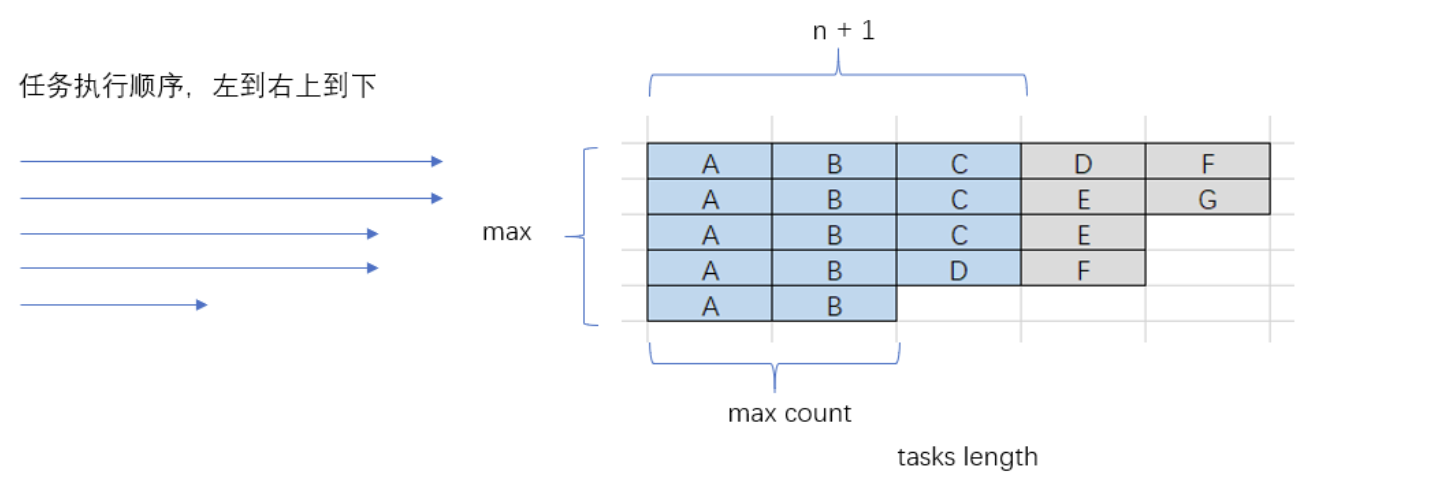 n + 1
任务执行顺序，左到右上到下
A B C D F
A B C E G
max
A B C E
A B D F
A B
max count
tasks length